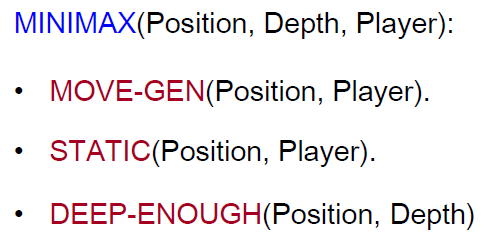 MINIMAX(Position, Depth, Player):
• MOVE-GEN(Position, Player).
• STATIC(Position, Player).
• DEEP-ENOUGH(Position, Depth)